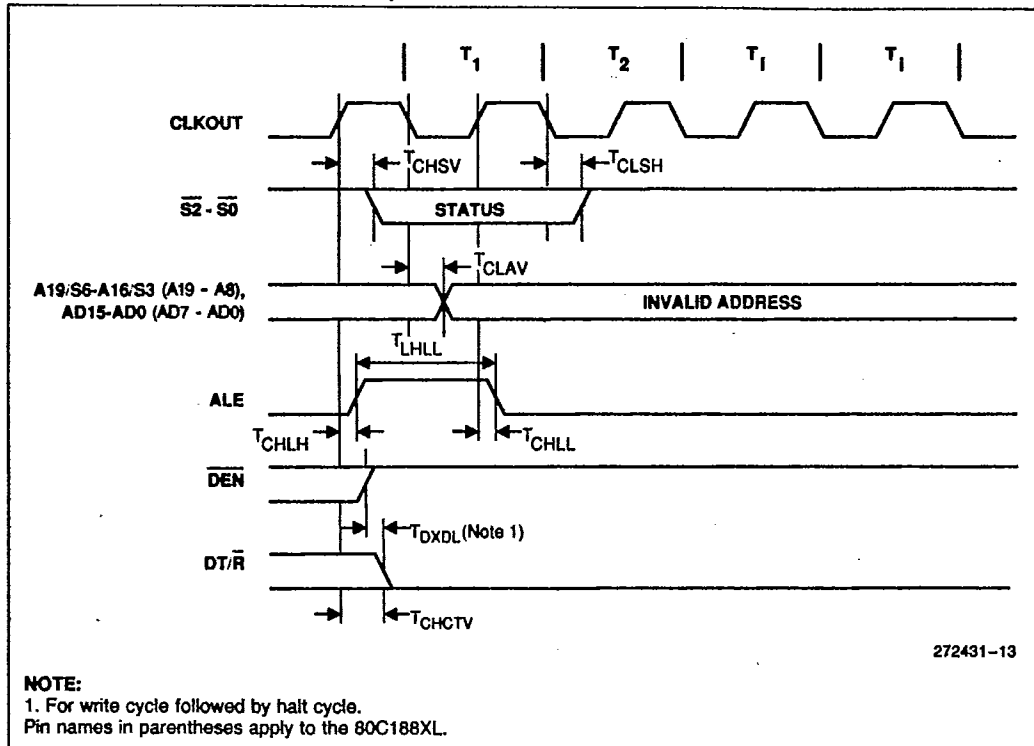 T1 T2 TI TI
CLKOUT
TCHSV TCLSH
S2 - S0 STATUS
TCLAV
A19/S6-A16/S3 (A19 - A8),
AD15-AD0 (AD7 - AD0) INVALID ADDRESS
TLHLL
ALE
TCHLH TCHLL
DEN
TDXDL (Note 1)
DT/R
TCHCTV
272431-13
NOTE:
1. For write cycle followed by halt cycle.
Pin names in parentheses apply to the 80C188XL.